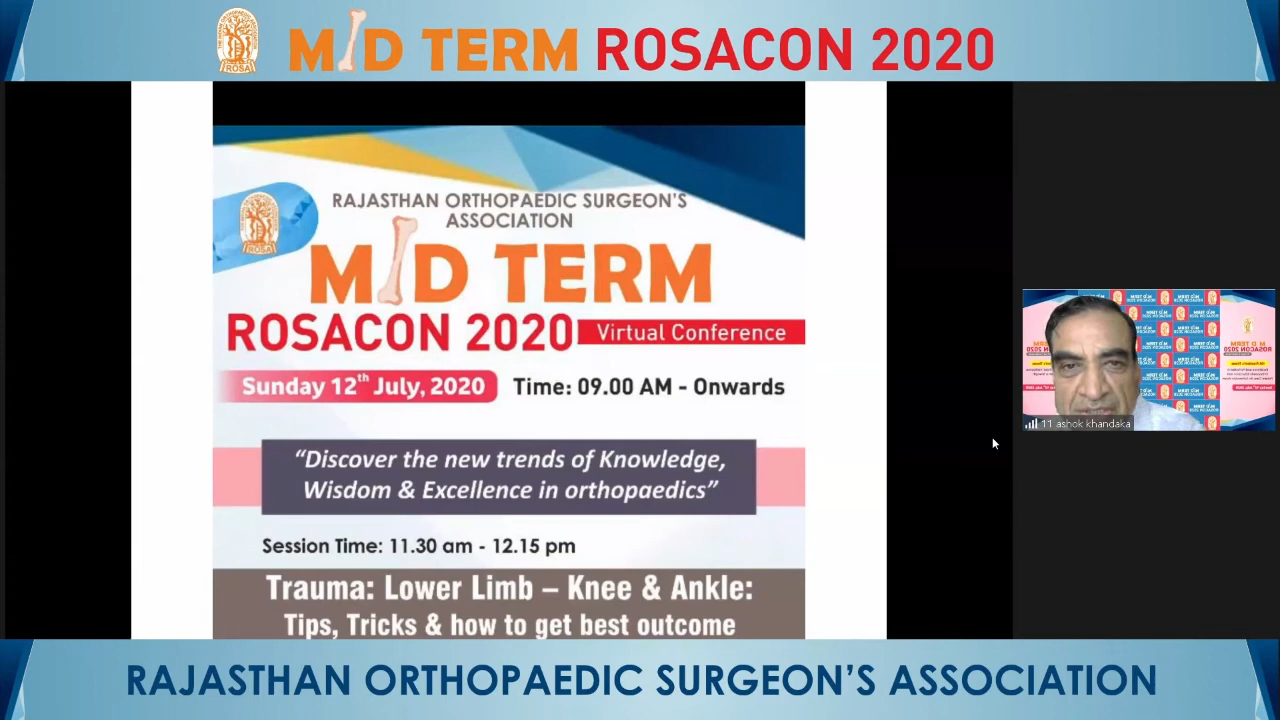 MID TERM ROSACON 2020
ROSA
RAJASTHAN ORTHOPAEDIC SURGEON'S
ASSOCIATION
ROSA
MID TERM
ROSACON 2020 Virtual Conference
Sunday 12th July, 2020 Time: 09.00 AM - Onwards
“Discover the new trends of Knowledge,
Wisdom & Excellence in orthopaedics”
Session Time: 11.30 am - 12.15 pm
Trauma: Lower Limb – Knee & Ankle:
Tips, Tricks & how to get best outcome
11 ashok khandaka
RAJASTHAN ORTHOPAEDIC SURGEON'S ASSOCIATION